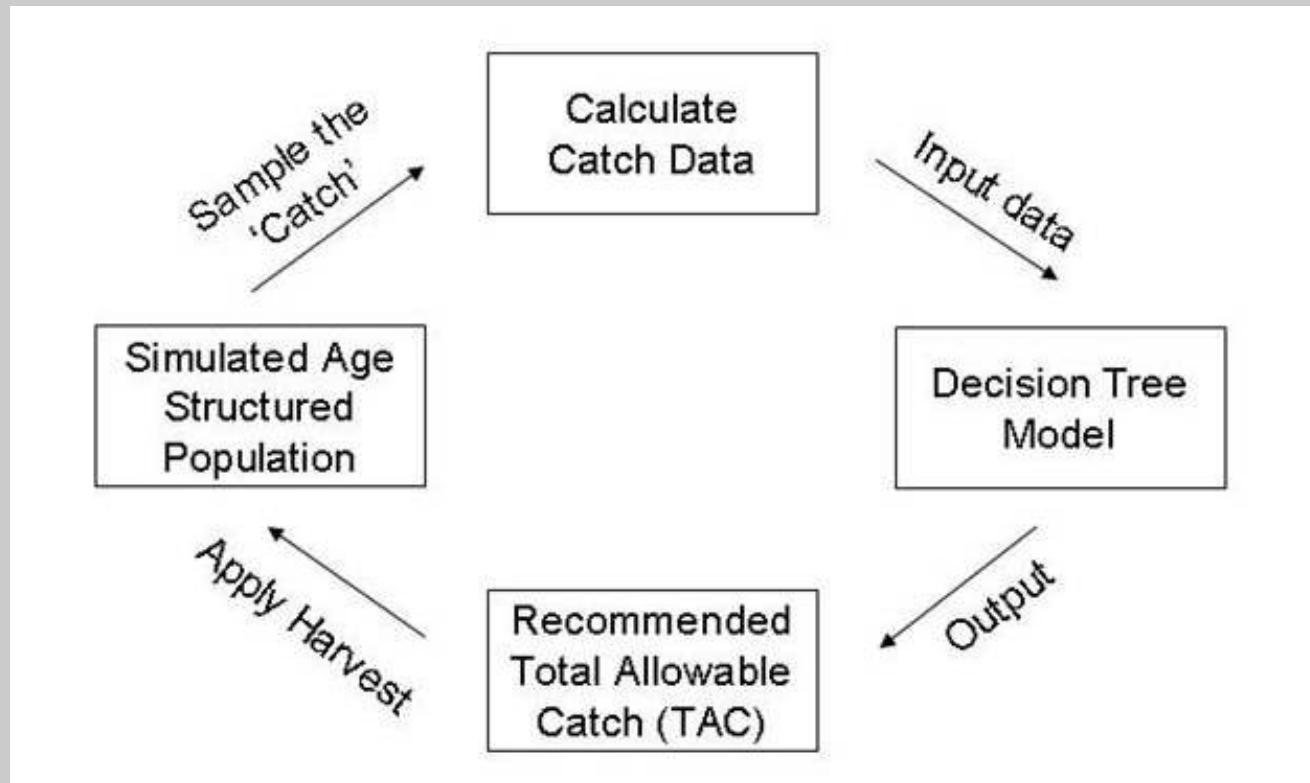 Calculate
Catch Data
Sample the
‘Catch’
Input data
Simulated Age
Structured
Population
Decision Tree
Model
Apply Harvest
Recommended
Total Allowable
Catch (TAC)
Output